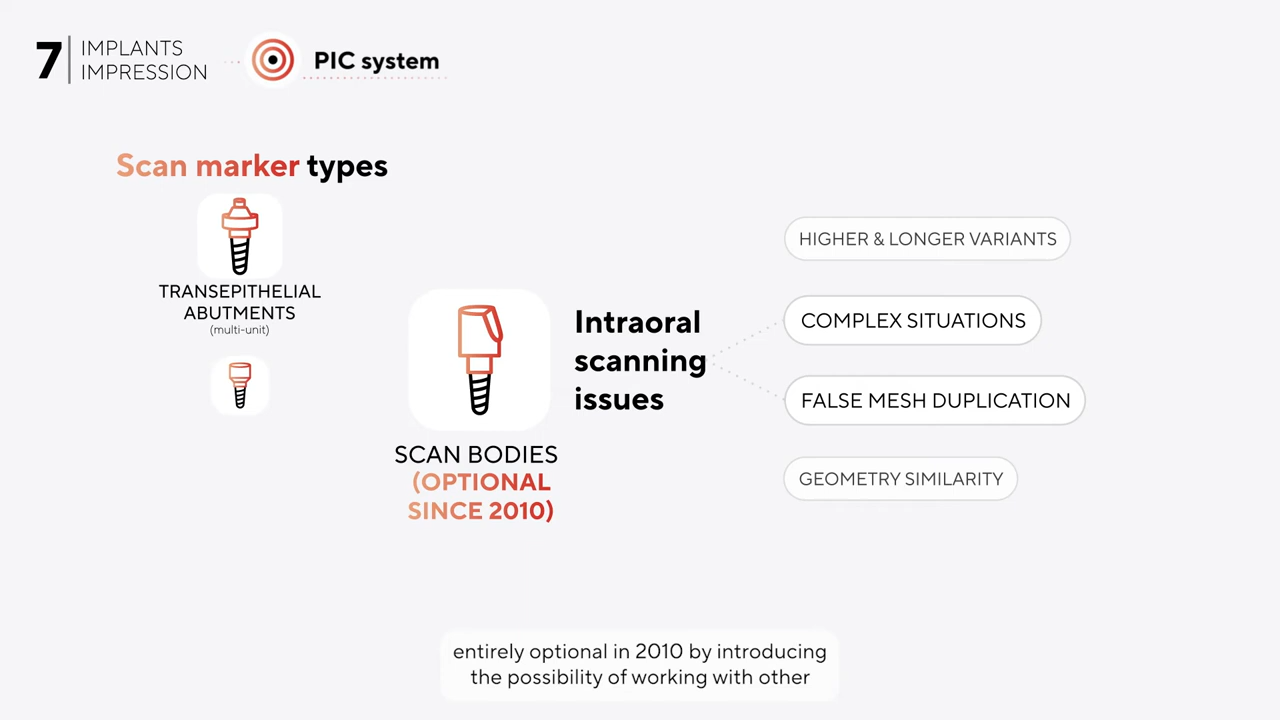 7
IMPLANTS
IMPRESSION
PIC system
Scan marker types
TRANSEPITHELIAL
ABUTMENTS
(multi-unit)
SCAN BODIES
(OPTIONAL
SINCE 2010)
Intraoral
scanning
issues
HIGHER & LONGER VARIANTS
COMPLEX SITUATIONS
FALSE MESH DUPLICATION
GEOMETRY SIMILARITY
entirely optional in 2010 by introducing
the possibility of working with other